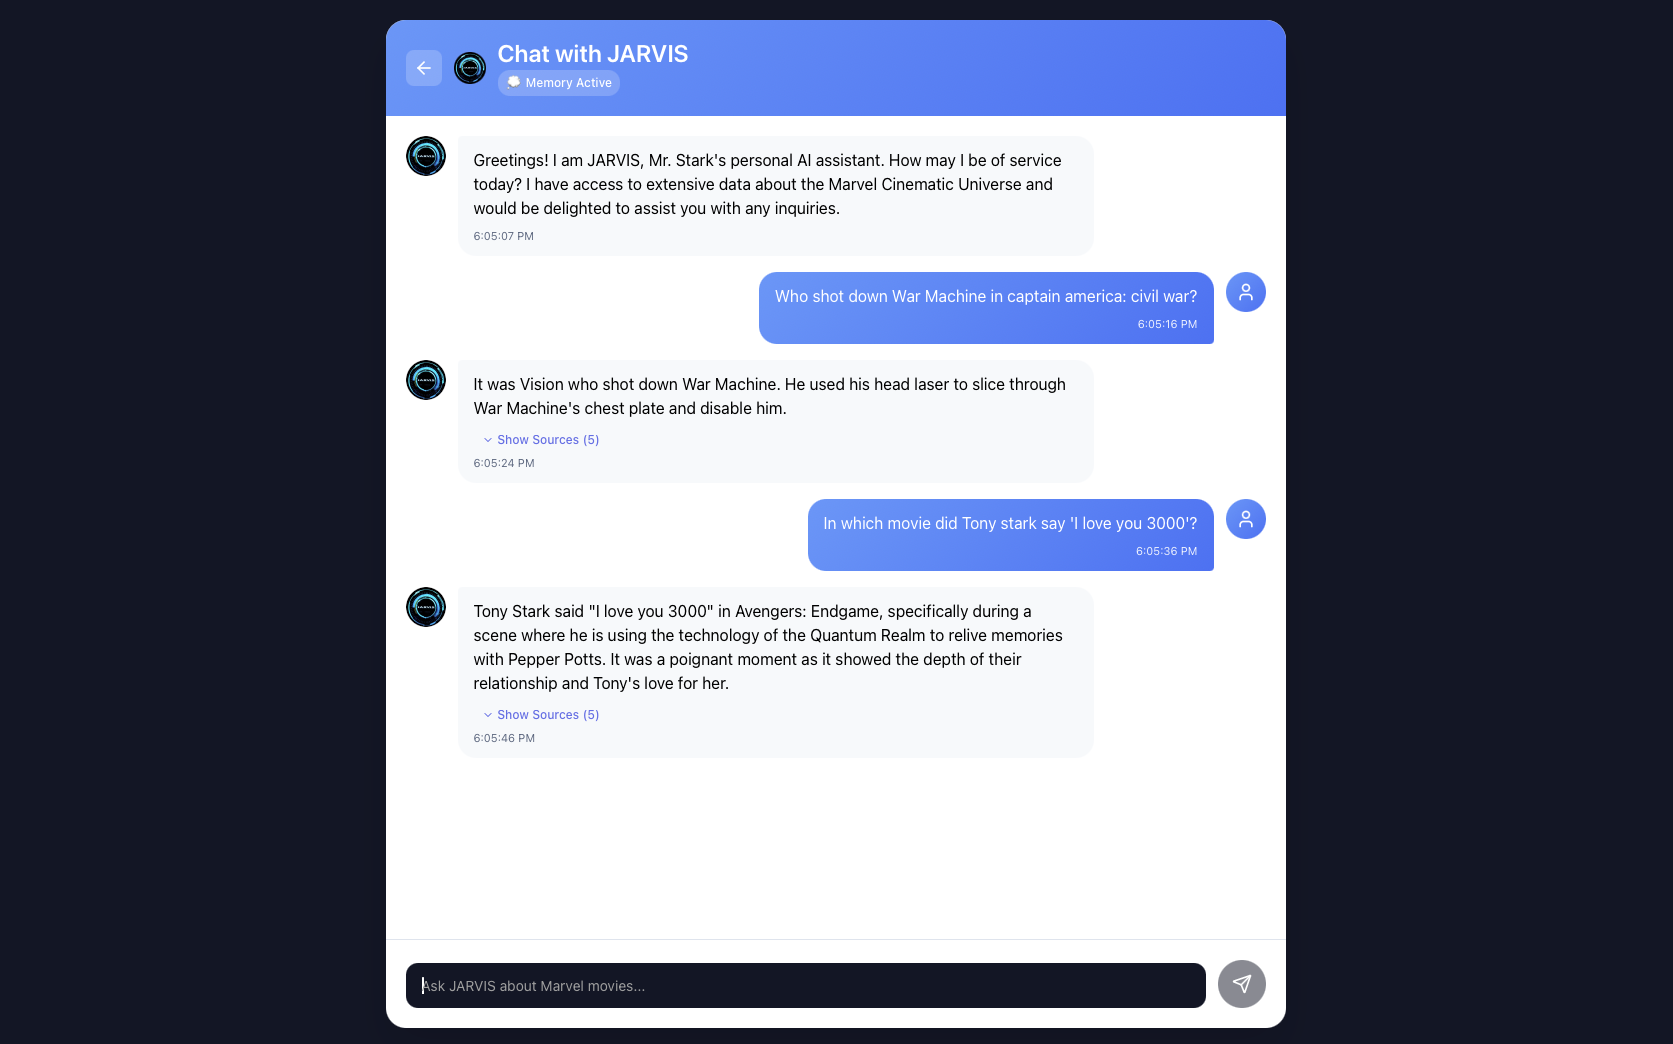 Chat with JARVIS
💭 Memory Active
Greetings! I am JARVIS, Mr. Stark's personal AI assistant. How may I be of service
today? I have access to extensive data about the Marvel Cinematic Universe and
would be delighted to assist you with any inquiries.
6:05:07 PM
Who shot down War Machine in captain america: civil war?
6:05:16 PM
It was Vision who shot down War Machine. He used his head laser to slice through
War Machine's chest plate and disable him.
Show Sources (5)
6:05:24 PM
In which movie did Tony stark say 'I love you 3000'?
6:05:36 PM
Tony Stark said "I love you 3000" in Avengers: Endgame, specifically during a
scene where he is using the technology of the Quantum Realm to relive memories
with Pepper Potts. It was a poignant moment as it showed the depth of their
relationship and Tony's love for her.
Show Sources (5)
6:05:46 PM
Ask JARVIS about Marvel movies...